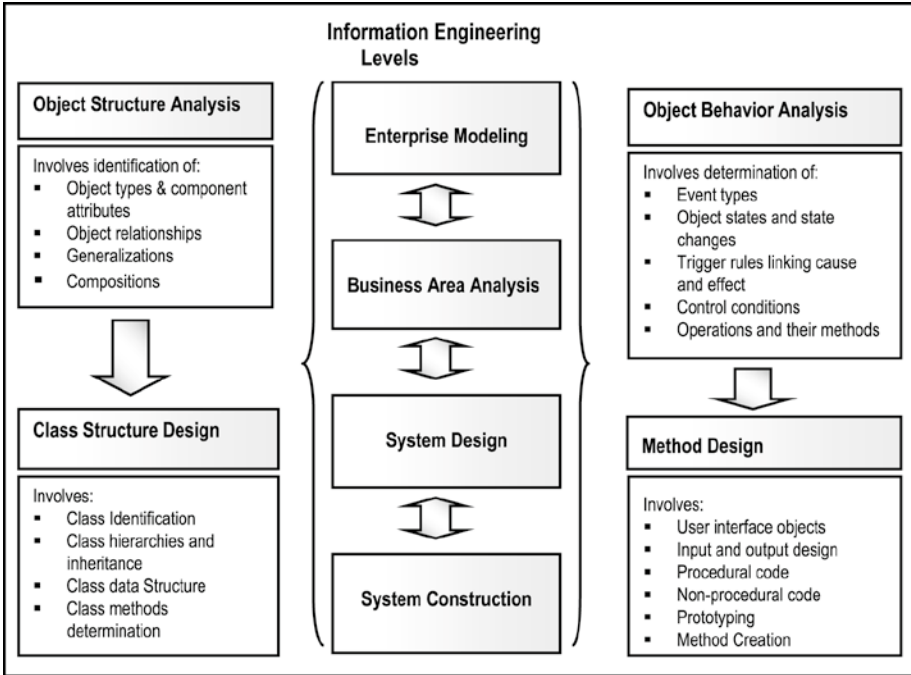 Information Engineering
Levels
Object Structure Analysis
Involves identification of:
▪ Object types & component
attributes
▪ Object relationships
▪ Generalizations
▪ Compositions
Class Structure Design
Involves:
▪ Class Identification
▪ Class hierarchies and
inheritance
▪ Class data Structure
▪ Class methods
determination
Enterprise Modeling
Business Area Analysis
System Design
System Construction
Object Behavior Analysis
Involves determination of:
▪ Event types
▪ Object states and state
changes
▪ Trigger rules linking cause
and effect
▪ Control conditions
▪ Operations and their methods
Method Design
Involves:
▪ User interface objects
▪ Input and output design
▪ Procedural code
▪ Non-procedural code
▪ Prototyping
▪ Method Creation